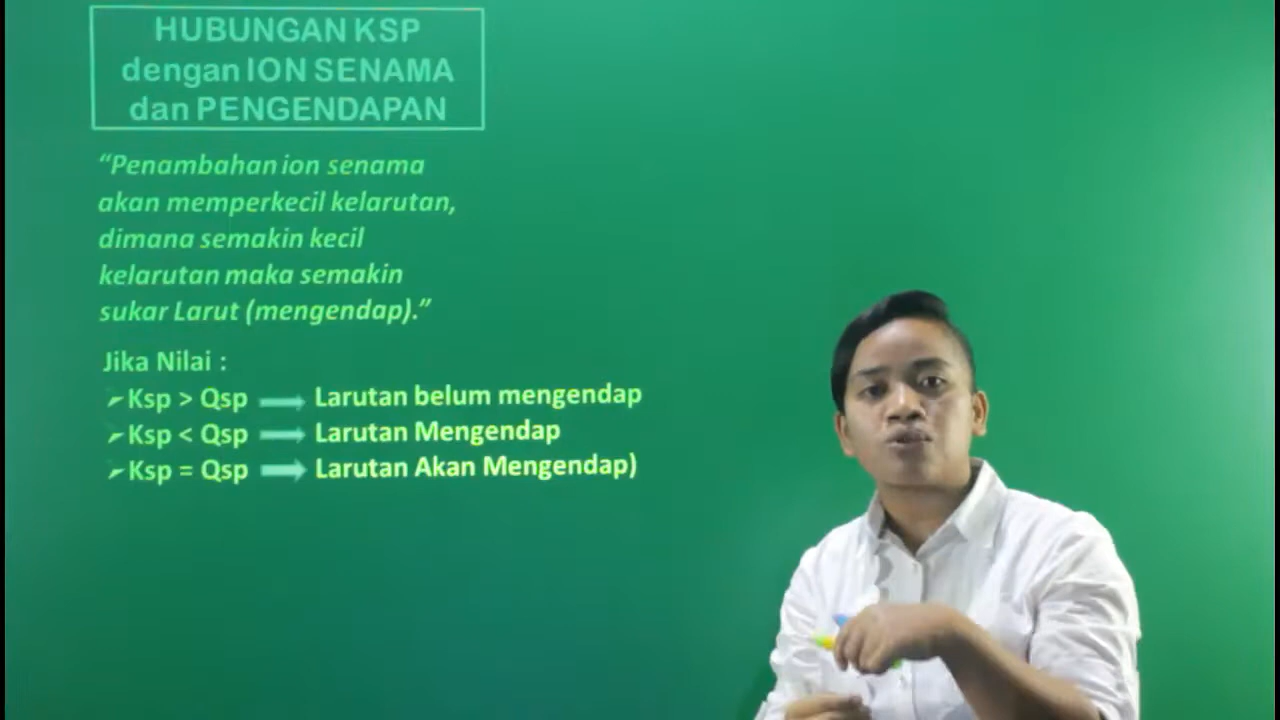 HUBUNGAN KSP
dengan ION SENAMA
dan PENGENDAPAN
“Penambahan ion senama
akan memperkecil kelarutan,
dimana semakin kecil
kelarutan maka semakin
sukar Larut (mengendap).”
Jika Nilai :
➤Ksp > Qsp → Larutan belum mengendap
➤Ksp < Qsp → Larutan Mengendap
➤Ksp = Qsp → Larutan Akan Mengendap)